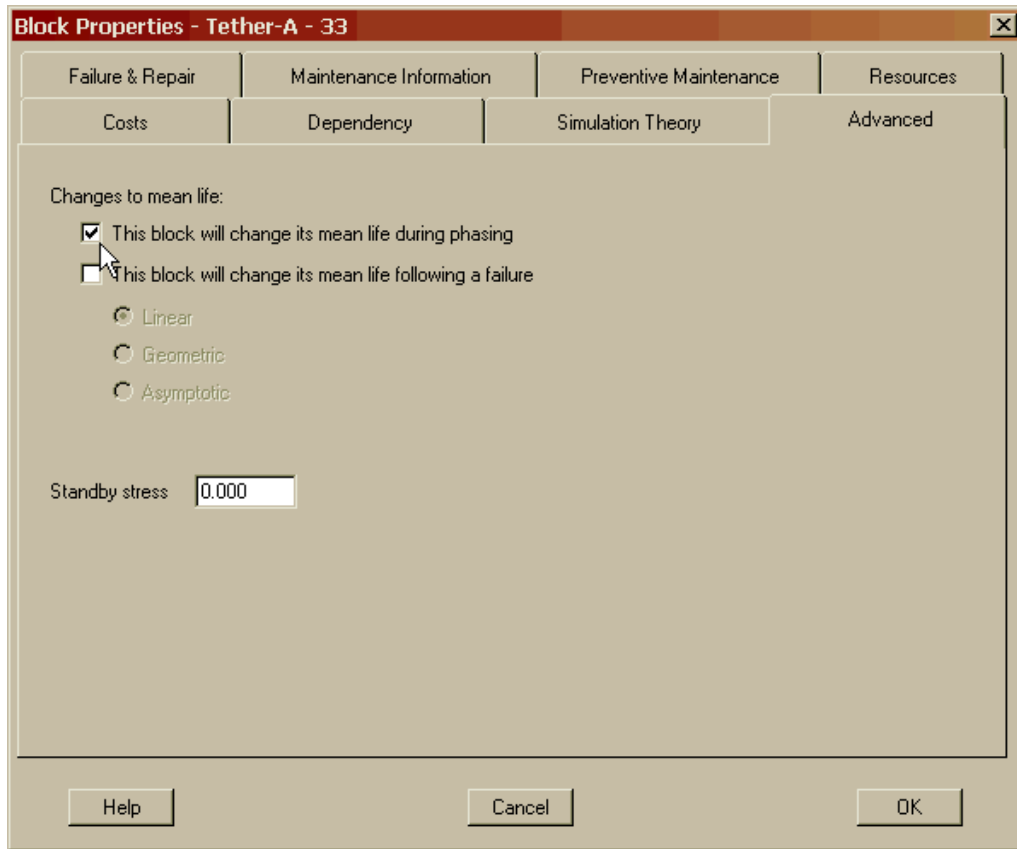 Block Properties - Tether-A - 33
Failure & Repair Maintenance Information Preventive Maintenance Resources
Costs Dependency Simulation Theory Advanced
Changes to mean life:
This block will change its mean life during phasing
This block will change its mean life following a failure
Linear
Geometric
Asymptotic
Standby stress 0.000
Help Cancel OK